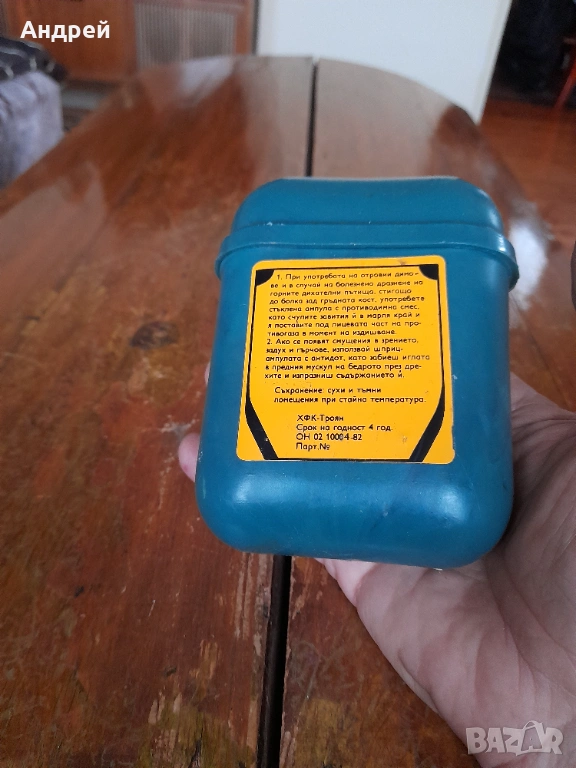 Андрей
1. При употребата на отровни димо-
ве и в случай на болезнено дразнене на
горните дихателни пътища, стигащо
до болка зад гръдната кост, употребете
стъклена ампула с противодимна смес,
като счупите завития ѝ в марля край и
я поставите под лицевата част на про-
тивогаза в момент на издишване.
2. Ако се появят смущения в зрението,
задух и гърчове, използвай шприц-
ампулата с антидот, като забиеш иглата
в предния мускул на бедрото през дре-
хите и изпразниш съдържанието ѝ.
Съхранение: сухи и тъмни
помещения при стайна температура.
ХФК-Троян
Срок на годност 4 год.
ОН 02 10004-82
Парт.№
BAZAR